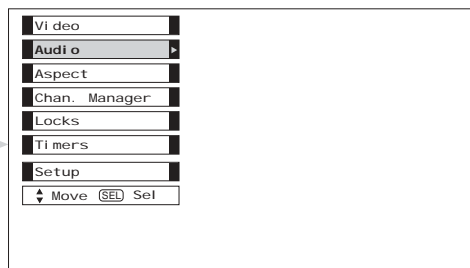 Video
Audio
Aspect
Chan. Manager
Locks
Timers
Setup
Move SEL Sel